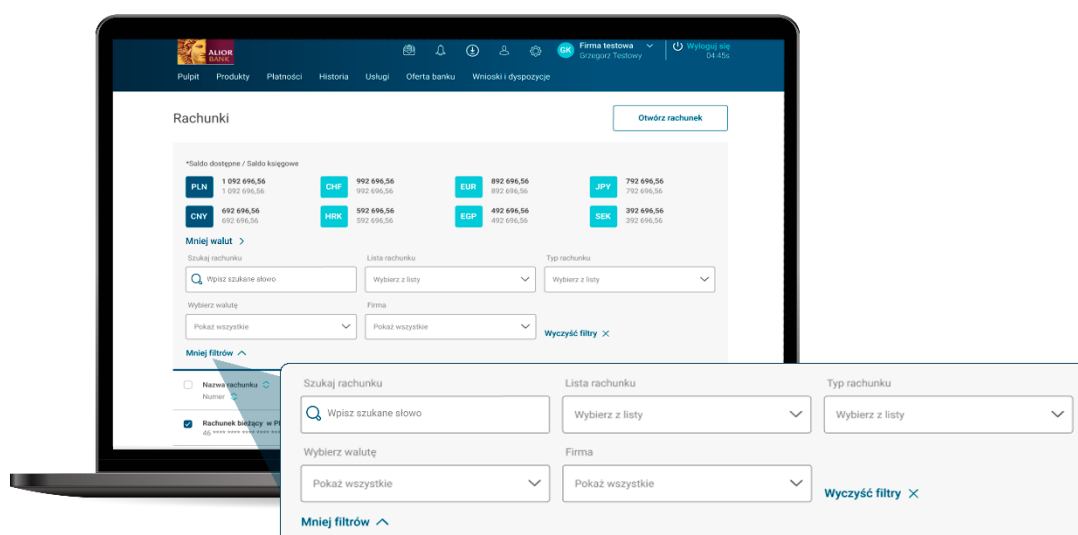 ALIOR
BANK
GK
Firma testowa
Grzegorz Testowy
Wyloguj się
04:45s
Pulpit Produkty Płatności Historia Usługi Oferta banku Wnioski i dyspozycje
Rachunki
Otwórz rachunek
*Saldo dostępne / Saldo księgowe
PLN 1 092 696,56
1 092 696,56
CHF 992 696,56
992 696,56
EUR 892 696,56
892 696,56
JPY 792 696,56
792 696,56
CNY 692 696,56
692 696,56
HRK 592 696,56
592 696,56
EGP 492 696,56
492 696,56
SEK 392 696,56
392 696,56
Mniej walut >
Szukaj rachunku Lista rachunku Typ rachunku
Wpisz szukane słowo Wybierz z listy Wybierz z listy
Wybierz walutę Firma
Pokaż wszystkie Pokaż wszystkie Wyczyść filtry ×
Mniej filtrów
Nazwa rachunku
Numer
Rachunek bieżący w
46 **** **** **** ****
Szukaj rachunku Lista rachunku Typ rachunku
Wpisz szukane słowo Wybierz z listy Wybierz z listy
Wybierz walutę Firma
Pokaż wszystkie Pokaż wszystkie Wyczyść filtry ×
Mniej filtrów